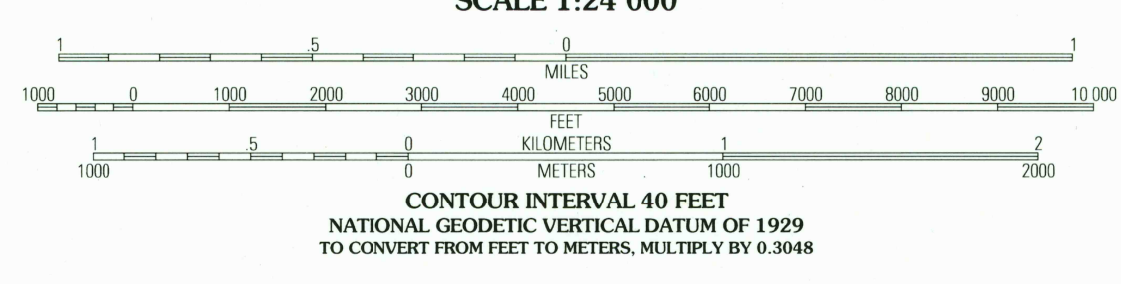 SCALE 1:24 000
1 .5 0 1
MILES
1000 0 1000 2000 3000 4000 5000 6000 7000 8000 9000 10 000
FEET
1 .5 0 KILOMETERS 1 2
1000 0 METERS 1000 2000
CONTOUR INTERVAL 40 FEET
NATIONAL GEODETIC VERTICAL DATUM OF 1929
TO CONVERT FROM FEET TO METERS, MULTIPLY BY 0.3048